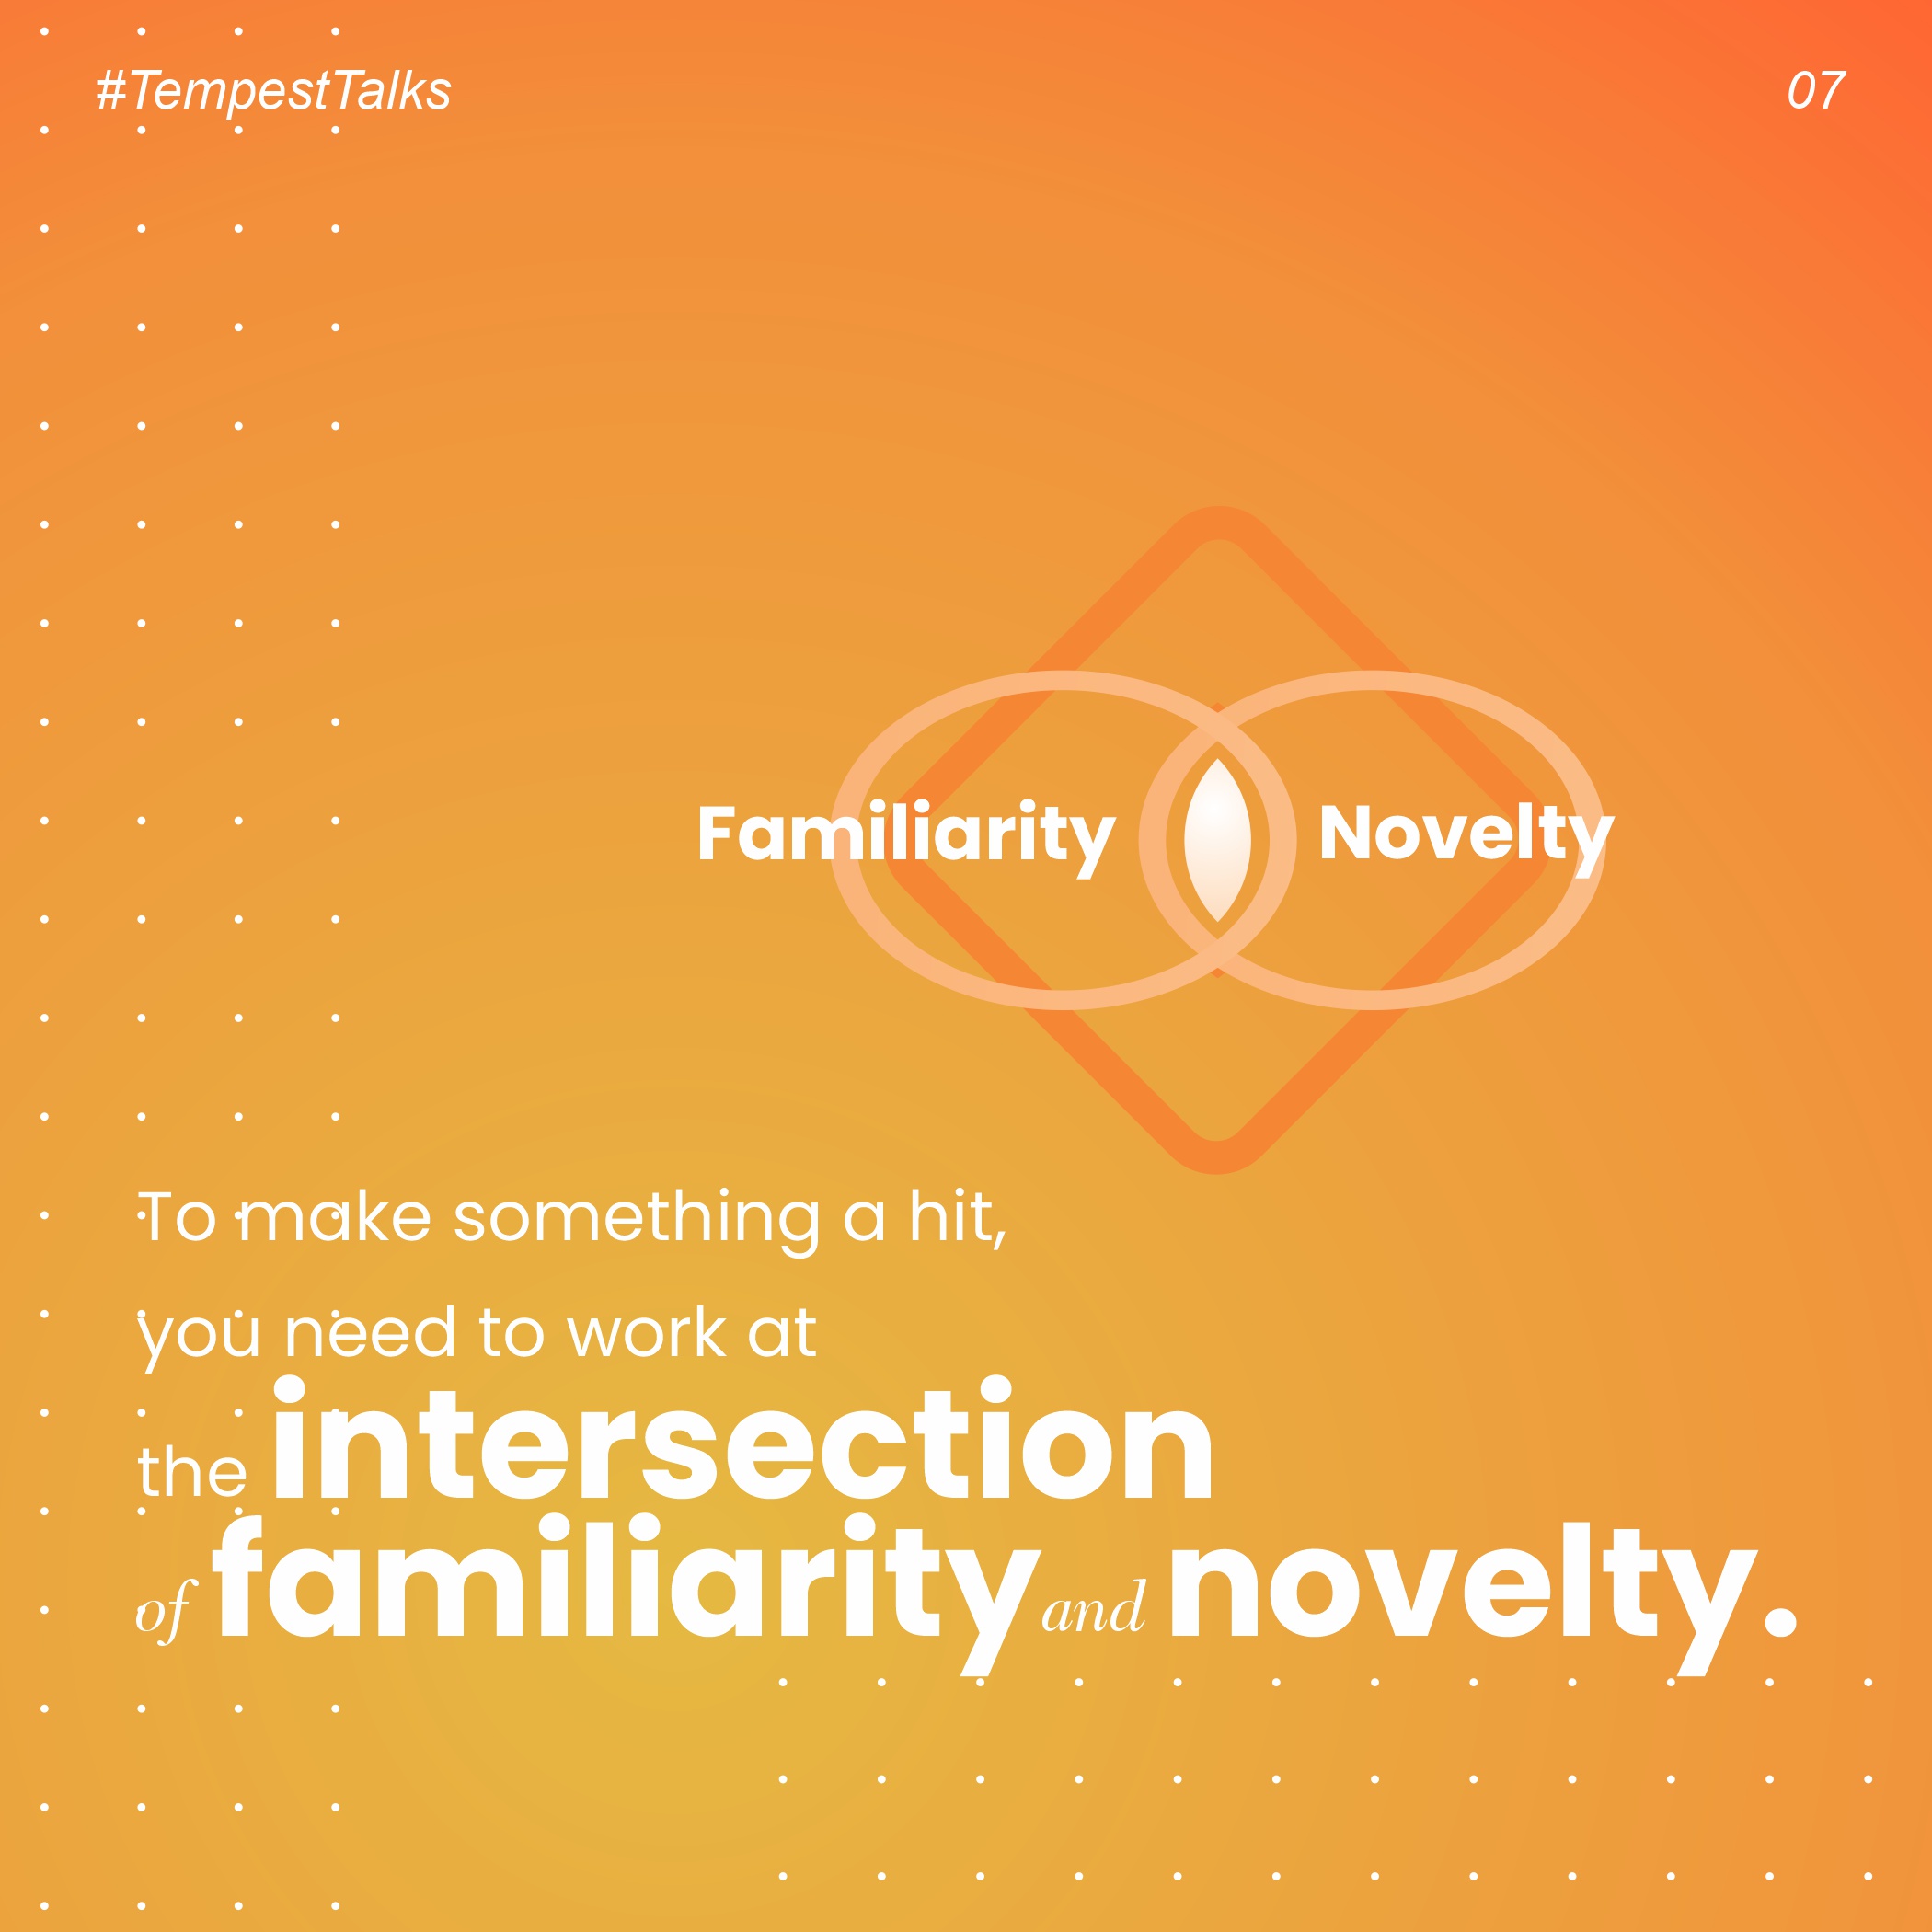 #TempestTalks
07
Familiarity
Novelty
To make something a hit,
you need to work at
the intersection
of familiarity and novelty.